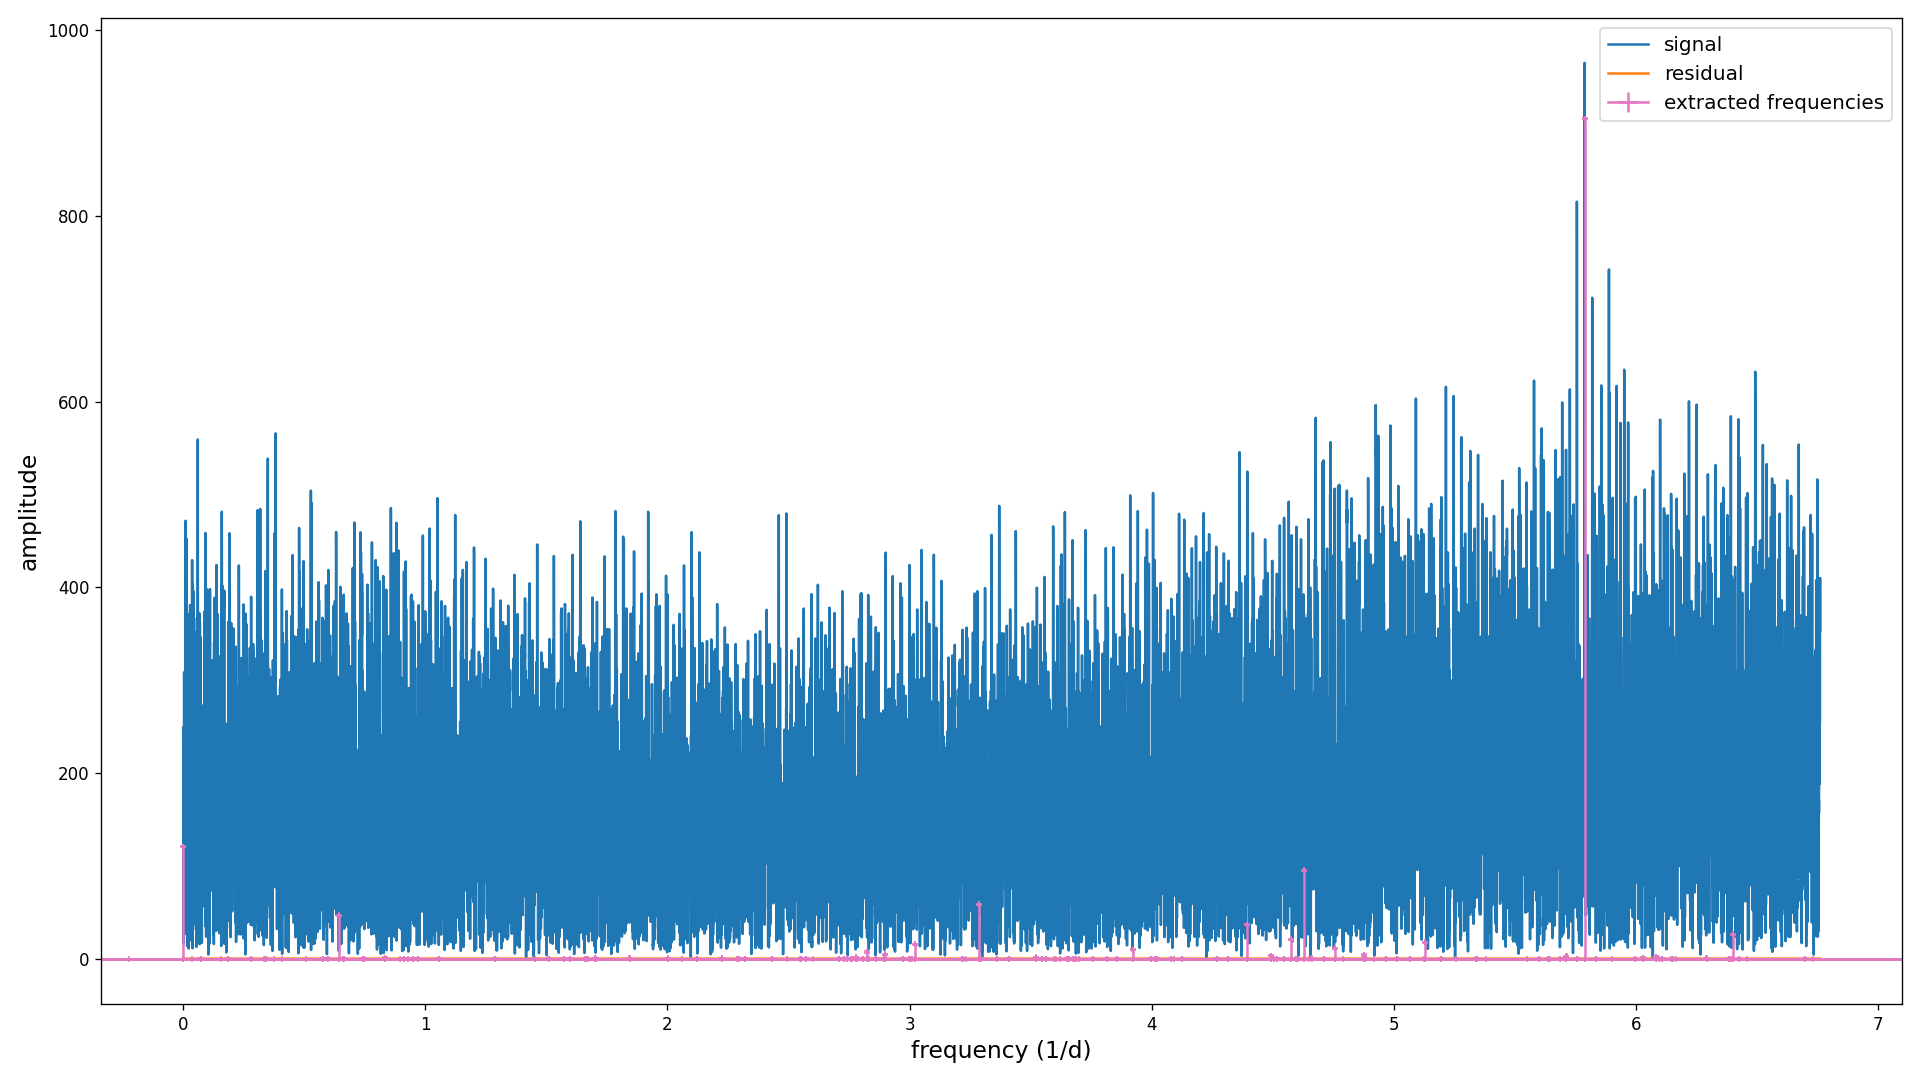 1000
800
600
400
200
0
amplitude
signal
residual
extracted frequencies
0 1 2 3 4 5 6 7
frequency (1/d)